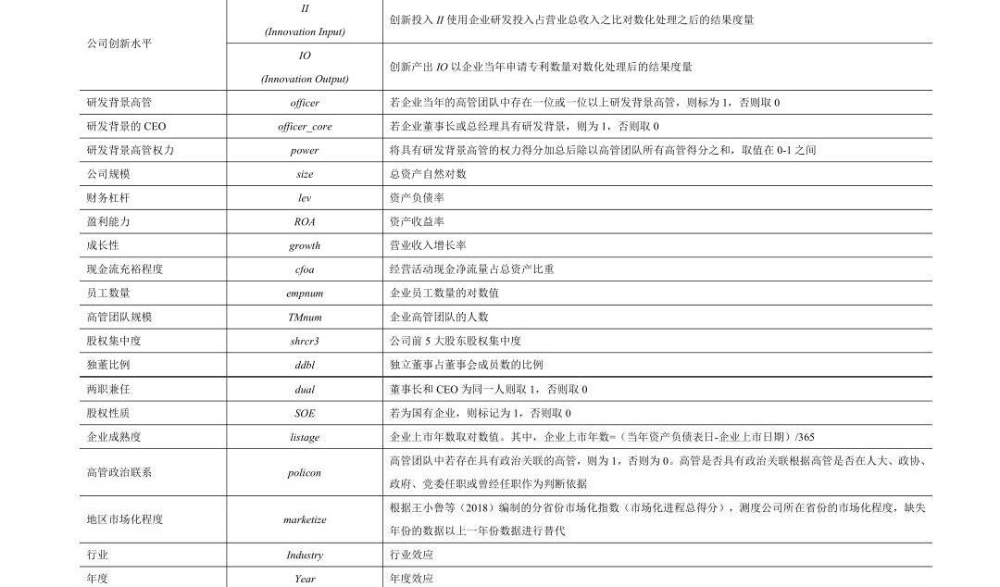 公司创新水平
II
(Innovation Input)
创新投入 II 使用企业研发投入占营业总收入之比对数化处理之后的结果度量
IO
(Innovation Output)
创新产出 IO 以企业当年申请专利数量对数化处理后的结果度量
研发背景高管 officer 若企业当年的高管团队中存在一位或一位以上研发背景高管，则标为 1，否则取 0
研发背景的 CEO officer_core 若企业董事长或总经理具有研发背景，则为 1，否则取 0
研发背景高管权力 power 将具有研发背景高管的权力得分加总后除以高管团队所有高管得分之和，取值在 0-1 之间
公司规模 size 总资产自然对数
财务杠杆 lev 资产负债率
盈利能力 ROA 资产收益率
成长性 growth 营业收入增长率
现金流充裕程度 cfoa 经营活动现金净流量占总资产比重
员工数量 empnum 企业员工数量的对数值
高管团队规模 TMnum 企业高管团队的人数
股权集中度 shrcr3 公司前 5 大股东股权集中度
独董比例 ddbl 独立董事占董事会成员数的比例
两职兼任 dual 董事长和 CEO 为同一人则取 1，否则取 0
股权性质 SOE 若为国有企业，则标记为 1，否则取 0
企业成熟度 listage 企业上市年数取对数值。其中，企业上市年数=（当年资产负债表日-企业上市日期）/365
高管政治联系 policon 高管团队中若存在具有政治关联的高管，则为 1，否则为 0。高管是否具有政治关联根据高管是否在人大、政协、
政府、党委任职或曾经任职作为判断依据
地区市场化程度 marketize 根据王小鲁等（2018）编制的分省份市场化指数（市场化进程总得分），测度公司所在省份的市场化程度，缺失
年份的数据以上一年份数据进行替代
行业 Industry 行业效应
年度 Year 年度效应